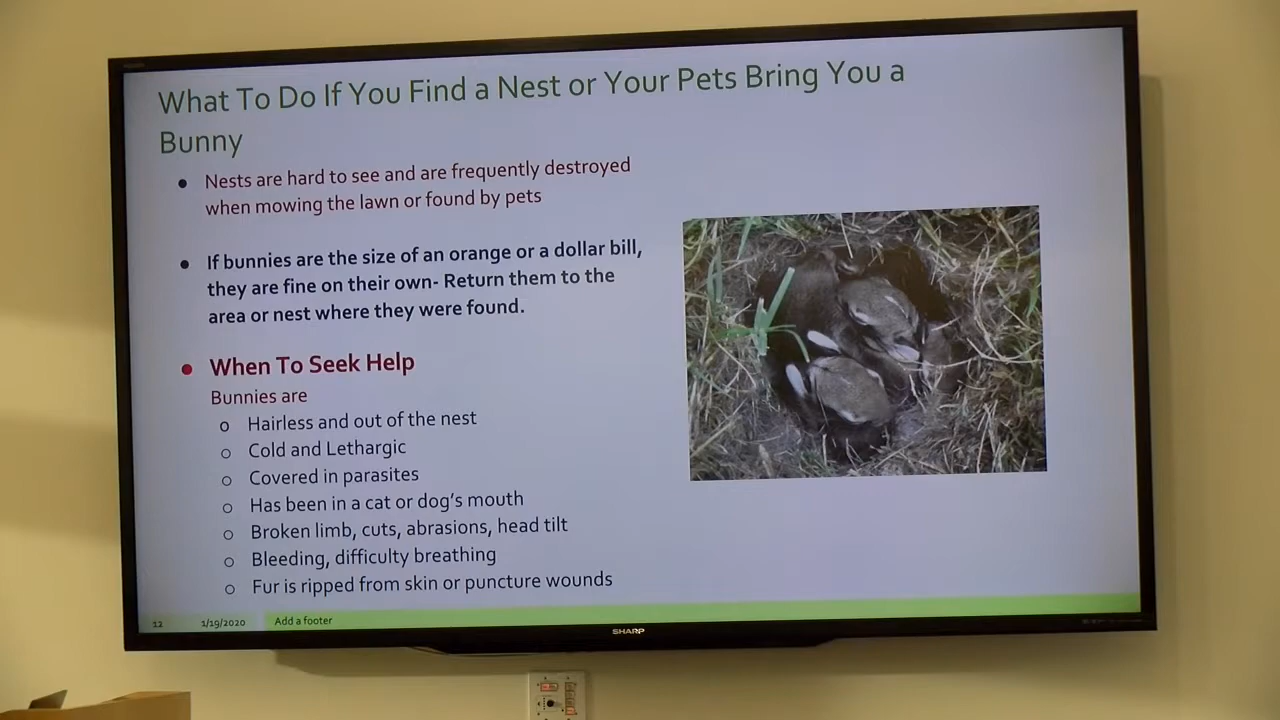 What To Do If You Find a Nest or Your Pets Bring You a
Bunny
• Nests are hard to see and are frequently destroyed
when mowing the lawn or found by pets
• If bunnies are the size of an orange or a dollar bill,
they are fine on their own- Return them to the
area or nest where they were found.
• When To Seek Help
Bunnies are
o Hairless and out of the nest
o Cold and Lethargic
o Covered in parasites
o Has been in a cat or dog's mouth
o Broken limb, cuts, abrasions, head tilt
o Bleeding, difficulty breathing
o Fur is ripped from skin or puncture wounds
12 1/19/2020 Add a footer
SHARP